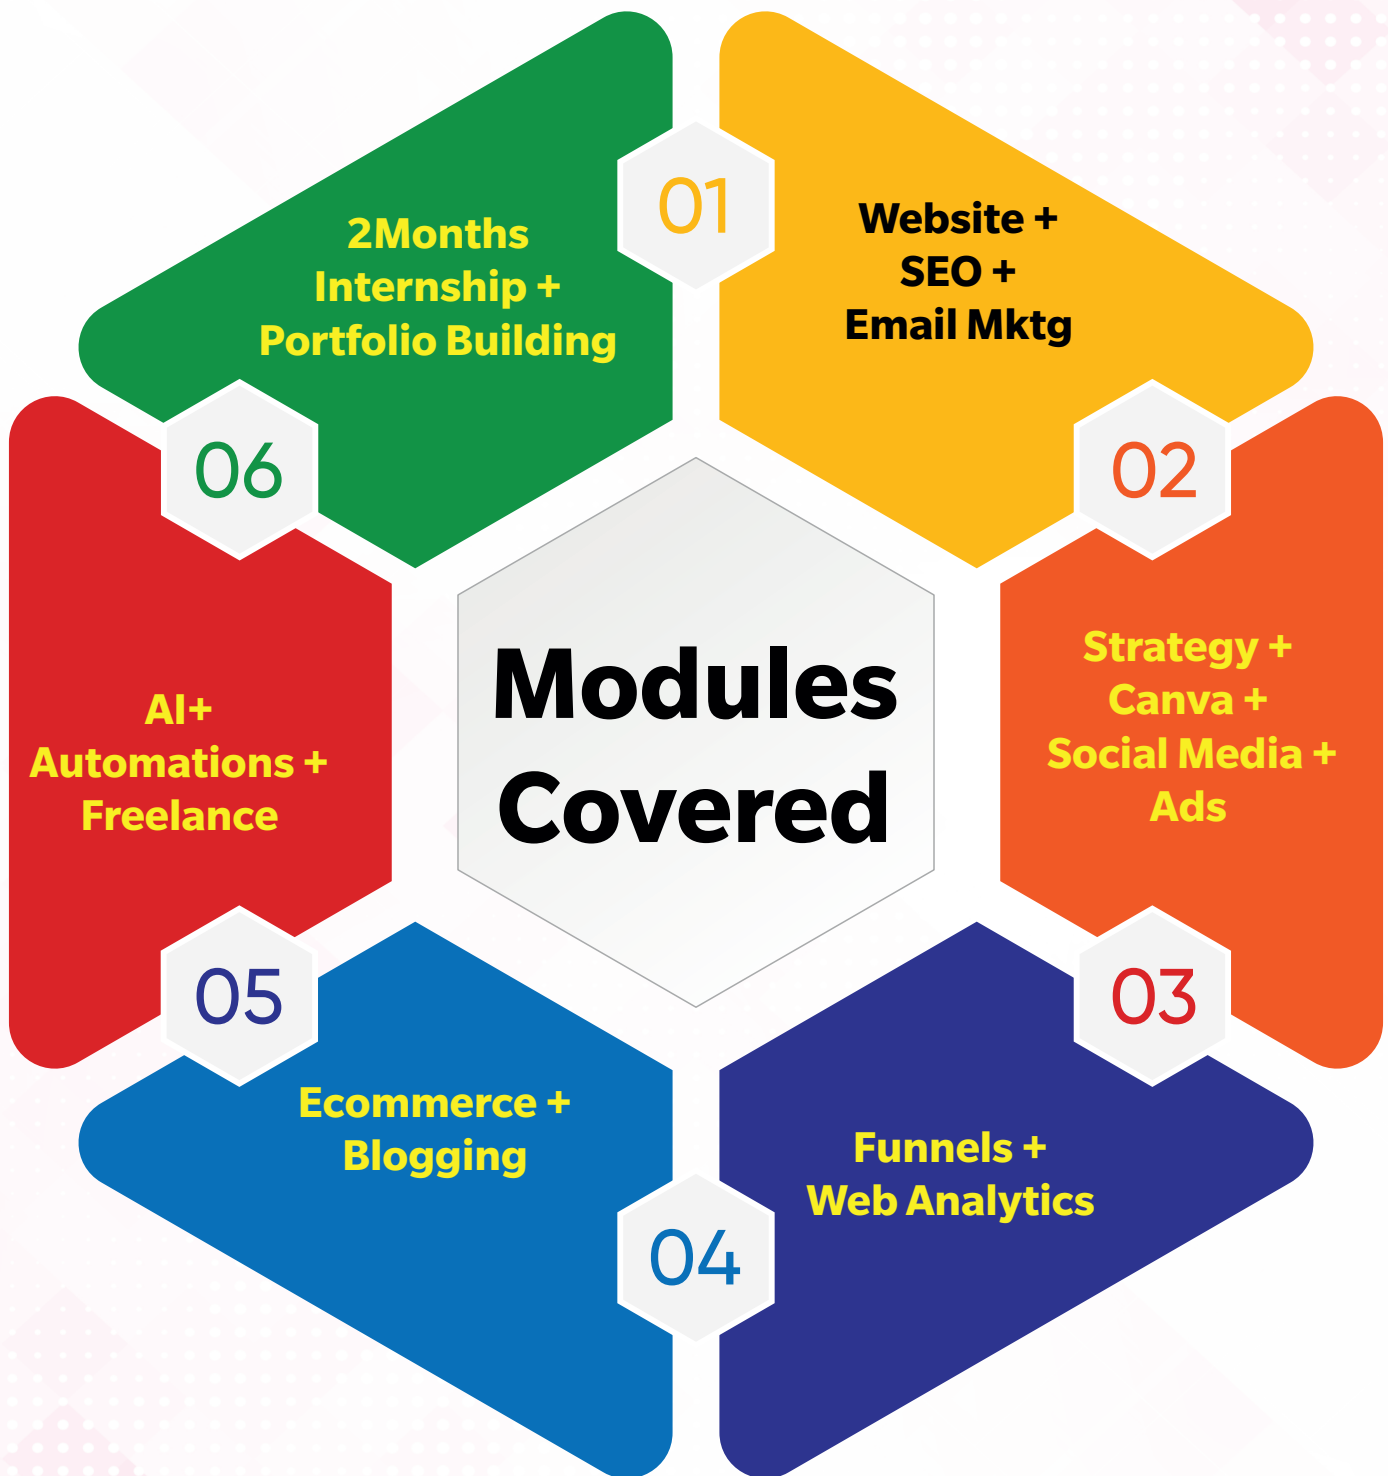 Modules
Covered
01
Website +
SEO +
Email Mktg
02
Strategy +
Canva +
Social Media +
Ads
03
Funnels +
Web Analytics
04
Ecommerce +
Blogging
05
AI+
Automations +
Freelance
06
2Months
Internship +
Portfolio Building